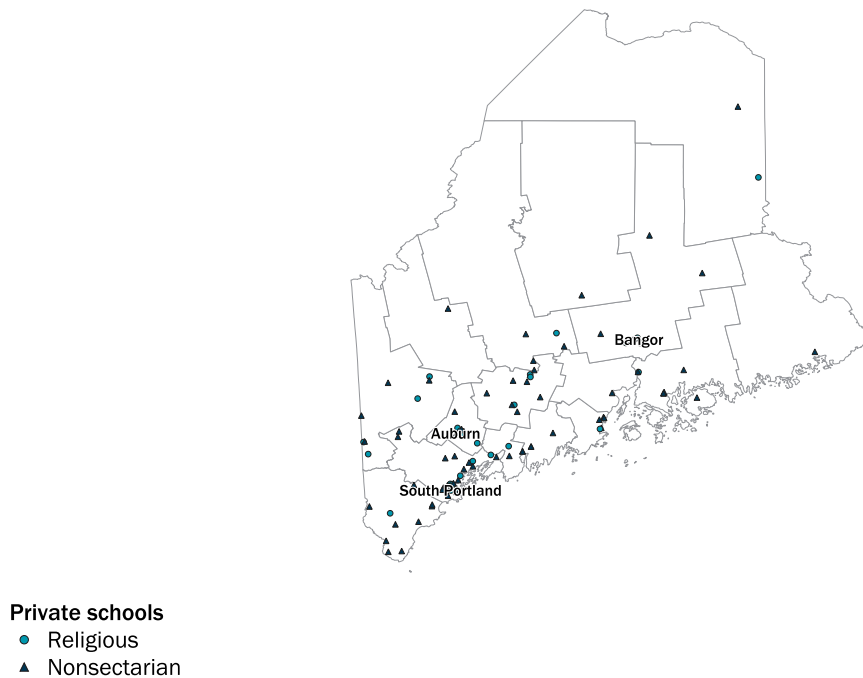 Bangor
Auburn
South Portland
Private schools
Religious
Nonsectarian